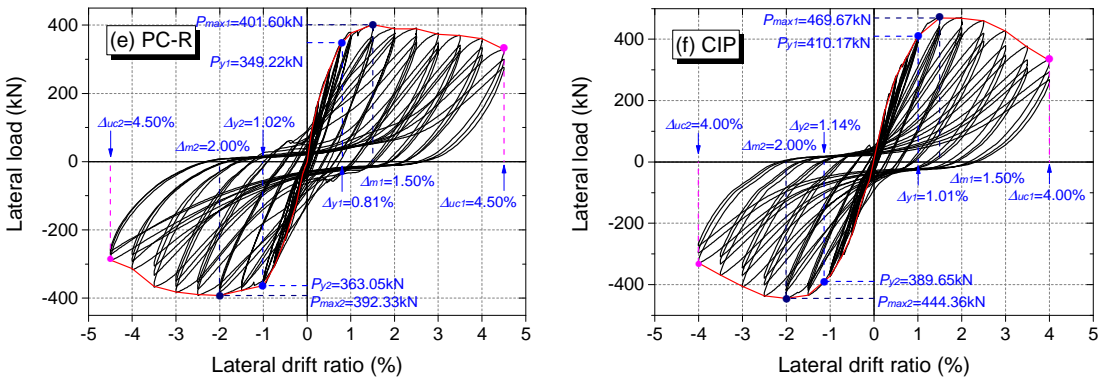 (e) PC-R
Pmax1=401.60kN
Py1=349.22kN
Δuc2=4.50%
Δy2=1.02%
Δm2=2.00%
Δm1=1.50%
Δy1=0.81%
Δuc1=4.50%
Py2=363.05kN
Pmax2=392.33kN
400
200
0
-200
-400
Lateral load (kN)
-5 -4 -3 -2 -1 0 1 2 3 4 5
Lateral drift ratio (%)
(f) CIP
Pmax1=469.67kN
Py1=410.17kN
Δuc2=4.00%
Δy2=1.14%
Δm2=2.00%
Δm1=1.50%
Δy1=1.01%
Δuc1=4.00%
Py2=389.65kN
Pmax2=444.36kN
400
200
0
-200
-400
Lateral load (kN)
-5 -4 -3 -2 -1 0 1 2 3 4 5
Lateral drift ratio (%)